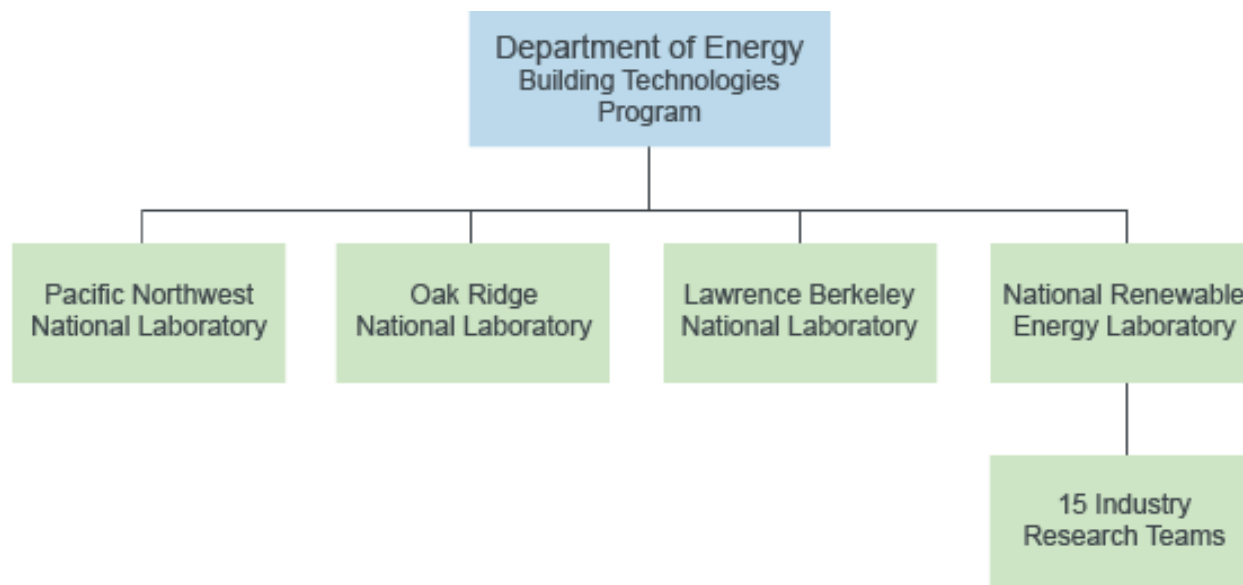 Department of Energy
Building Technologies
Program
Pacific Northwest
National Laboratory
Oak Ridge
National Laboratory
Lawrence Berkeley
National Laboratory
National Renewable
Energy Laboratory
15 Industry
Research Teams